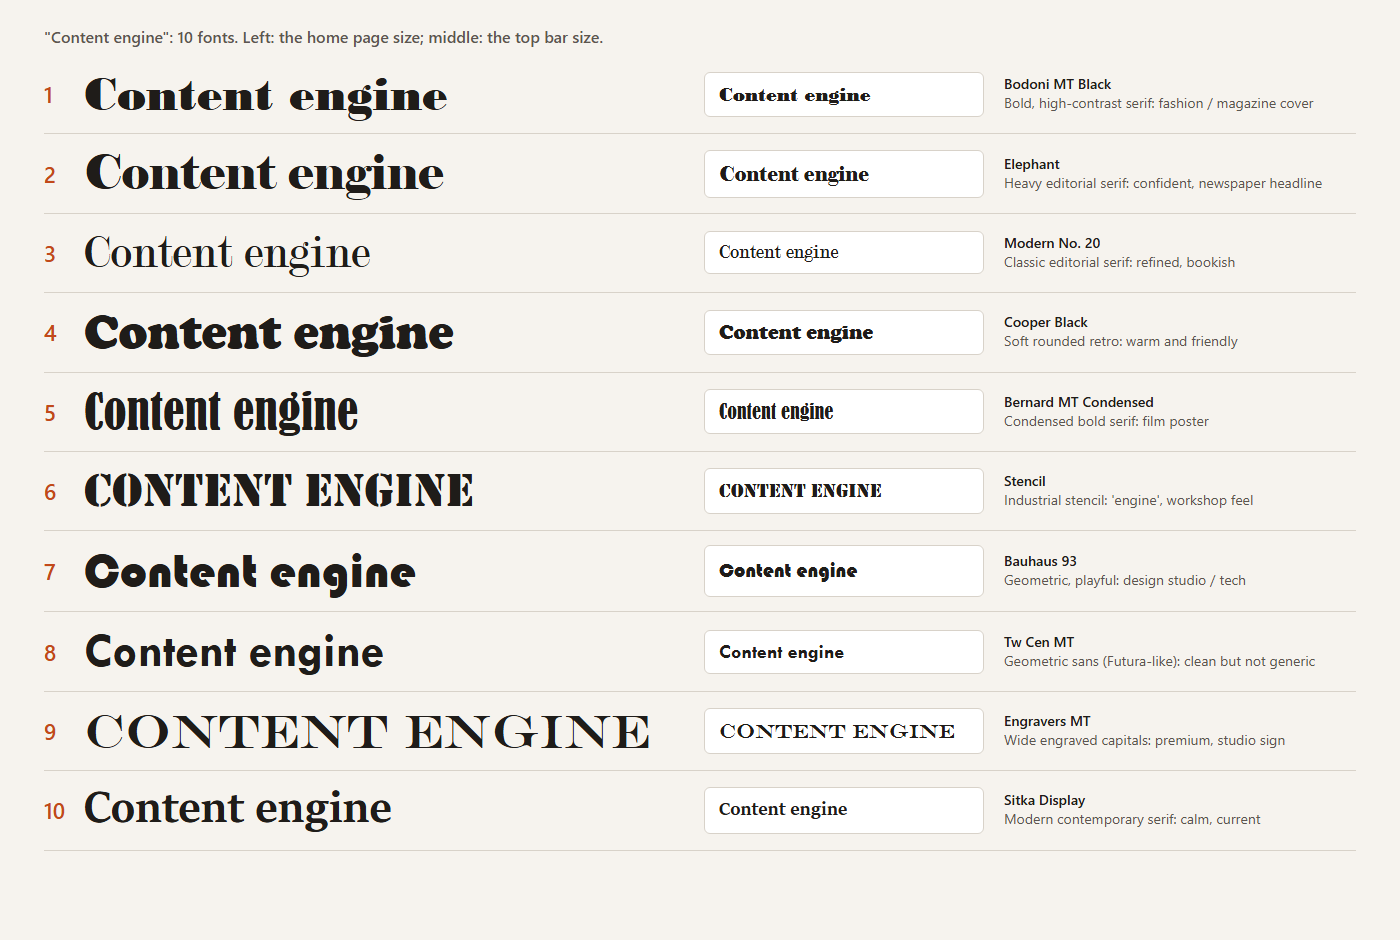 "Content engine": 10 fonts. Left: the home page size; middle: the top bar size.
1 Content engine Content engine Bodoni MT Black
Bold, high-contrast serif: fashion / magazine cover
2 Content engine Content engine Elephant
Heavy editorial serif: confident, newspaper headline
3 Content engine Content engine Modern No. 20
Classic editorial serif: refined, bookish
4 Content engine Content engine Cooper Black
Soft rounded retro: warm and friendly
5 Content engine Content engine Bernard MT Condensed
Condensed bold serif: film poster
6 CONTENT ENGINE CONTENT ENGINE Stencil
Industrial stencil: 'engine', workshop feel
7 Content engine Content engine Bauhaus 93
Geometric, playful: design studio / tech
8 Content engine Content engine Tw Cen MT
Geometric sans (Futura-like): clean but not generic
9 CONTENT ENGINE CONTENT ENGINE Engravers MT
Wide engraved capitals: premium, studio sign
10 Content engine Content engine Sitka Display
Modern contemporary serif: calm, current